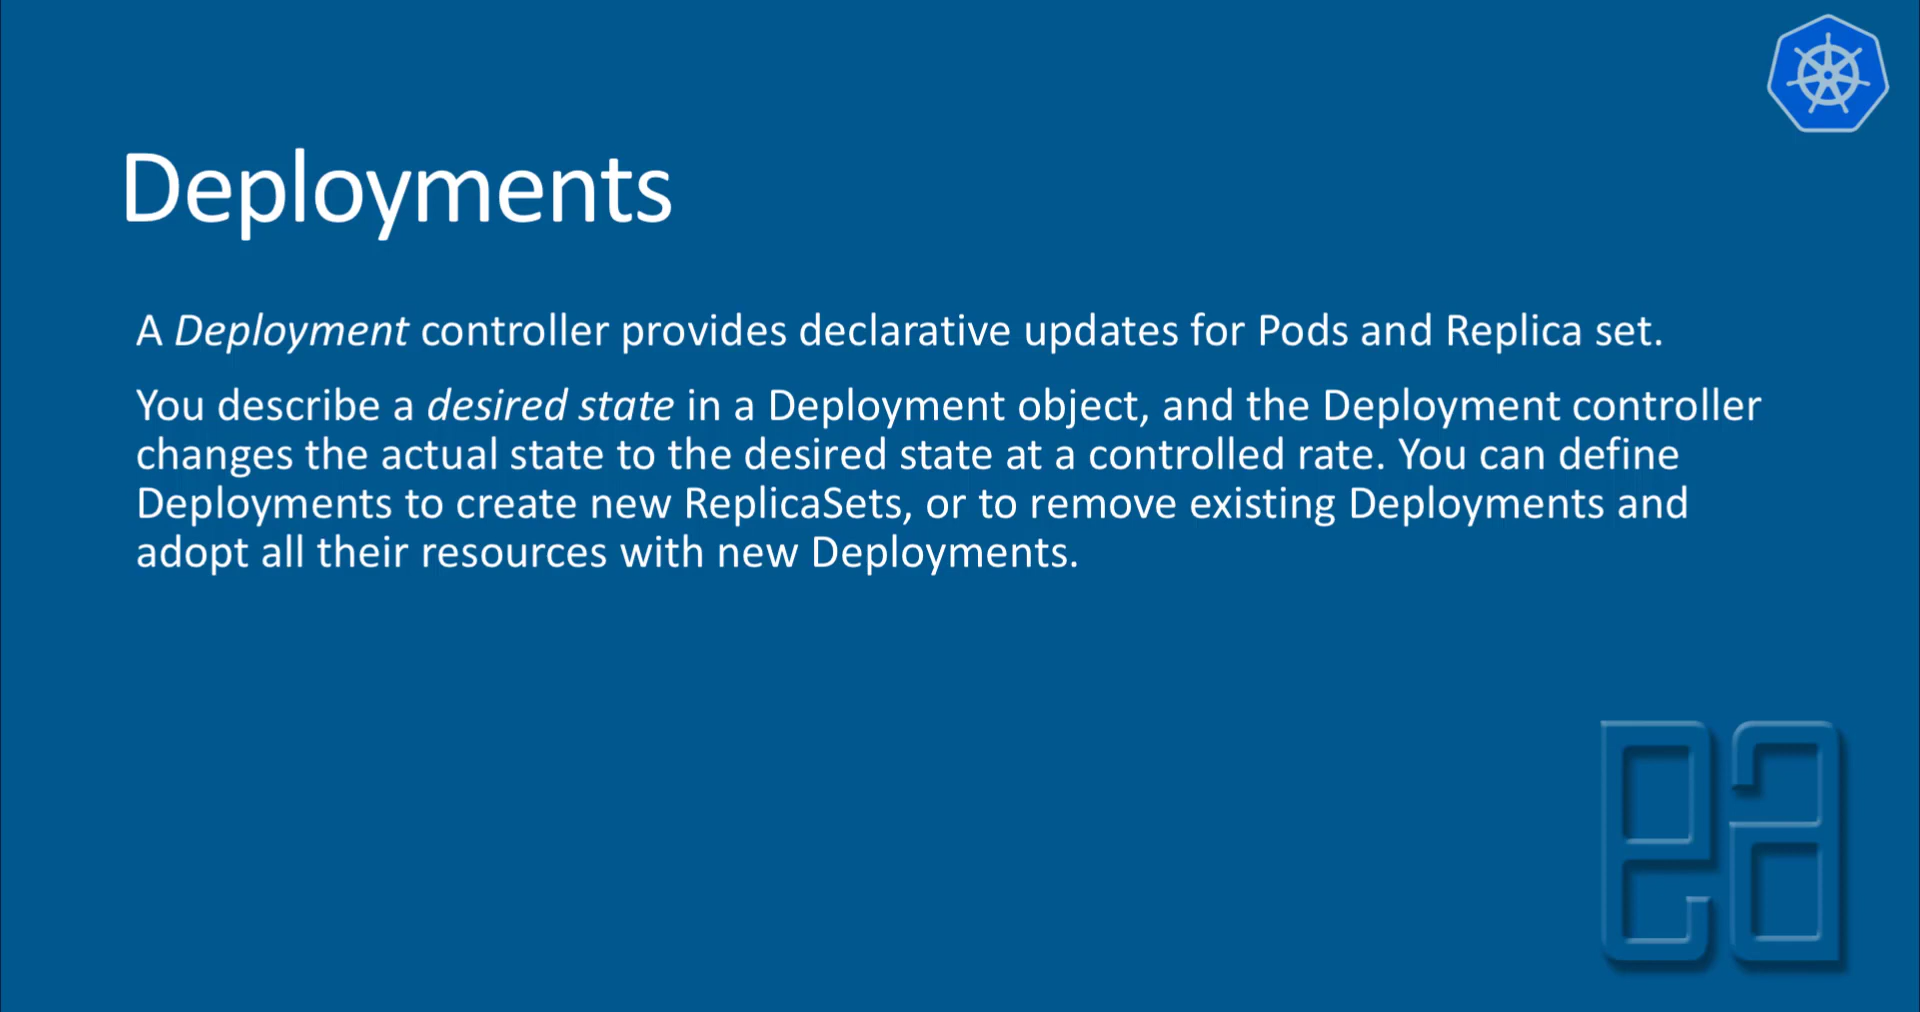 Deployments
A Deployment controller provides declarative updates for Pods and Replica set.
You describe a desired state in a Deployment object, and the Deployment controller
changes the actual state to the desired state at a controlled rate. You can define
Deployments to create new ReplicaSets, or to remove existing Deployments and
adopt all their resources with new Deployments.
ea